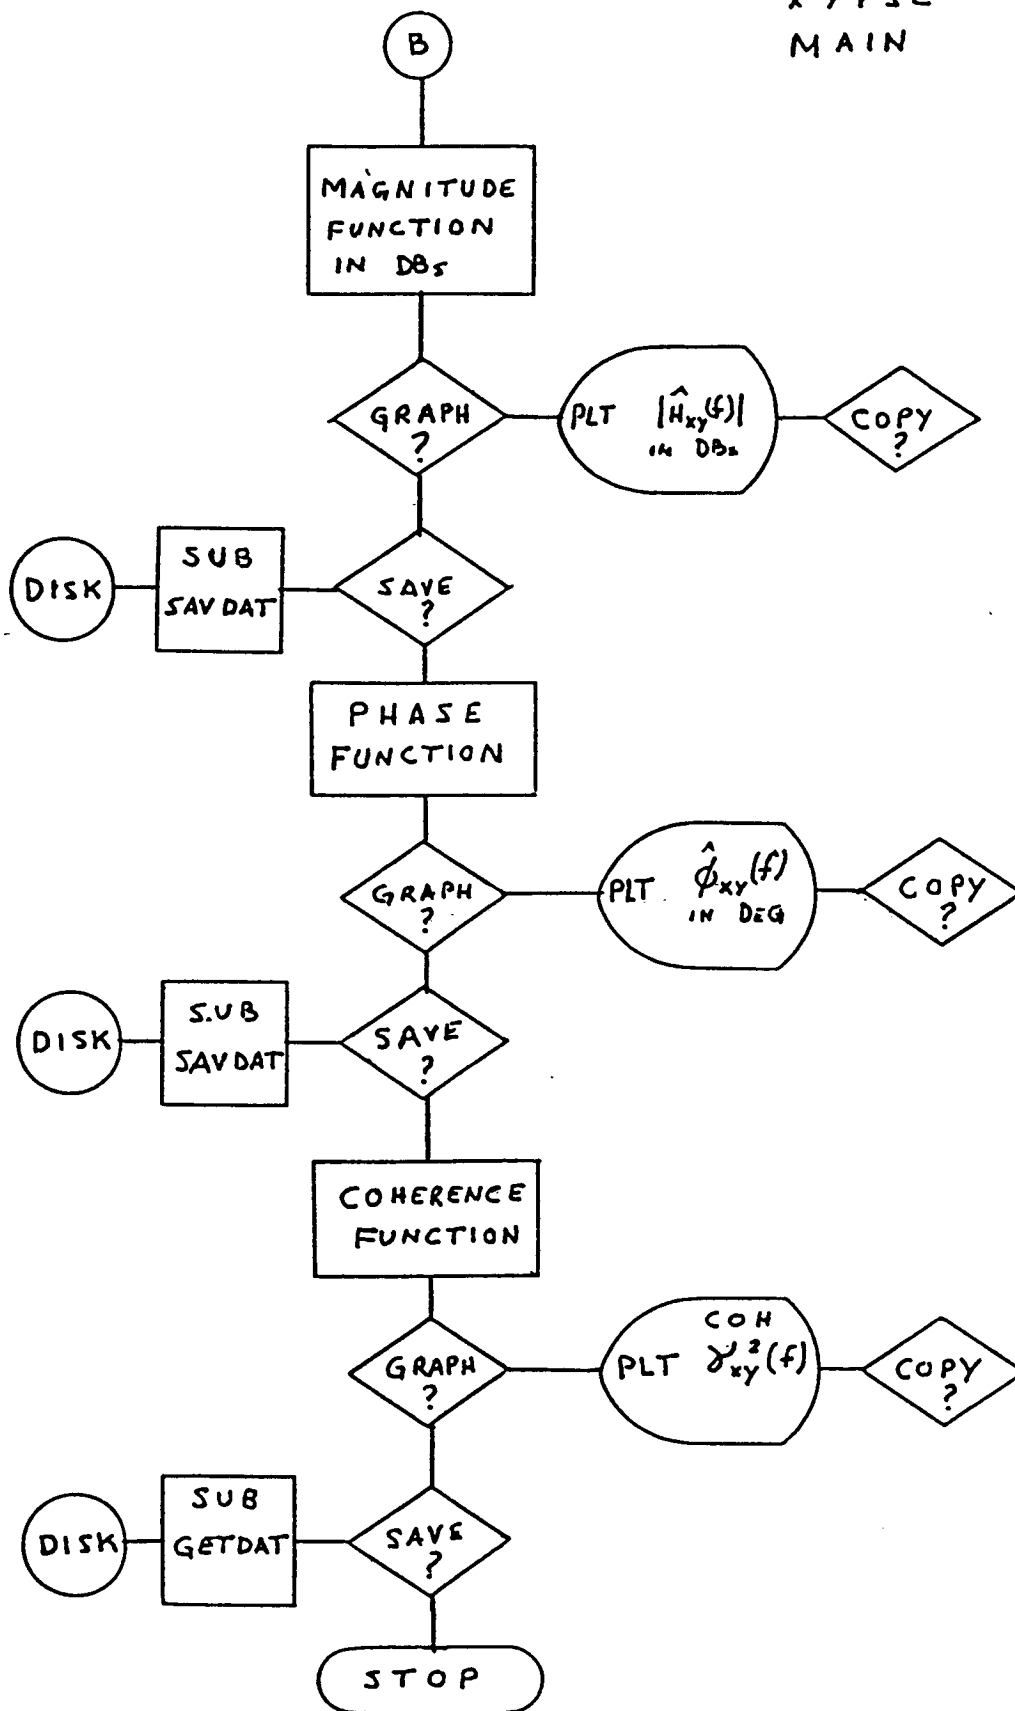 MAIN
B
MAGNITUDE
FUNCTION
IN DBs
GRAPH
?
PLT |Ĥxy(f)|
IN DBs
COPY
?
DISK
SUB
SAVDAT
SAVE
?
PHASE
FUNCTION
GRAPH
?
PLT ϕ̂xy(f)
IN DEG
COPY
?
DISK
S.UB
SAVDAT
SAVE
?
COHERENCE
FUNCTION
GRAPH
?
COH
PLT γ²xy(f)
COPY
?
DISK
SUB
GETDAT
SAVE
?
STOP